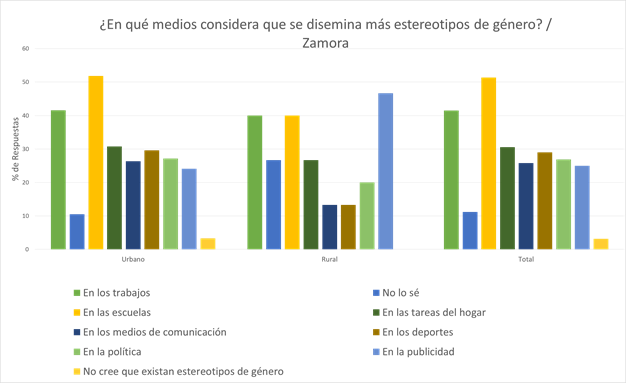 ¿En qué medios considera que se disemina más estereotipos de género? /
Zamora
% de Respuestas
60
50
40
30
20
10
0
Urbano
Rural
Total
En los trabajos
No lo sé
En las escuelas
En las tareas del hogar
En los medios de comunicación
En los deportes
En la política
En la publicidad
No cree que existan estereotipos de género